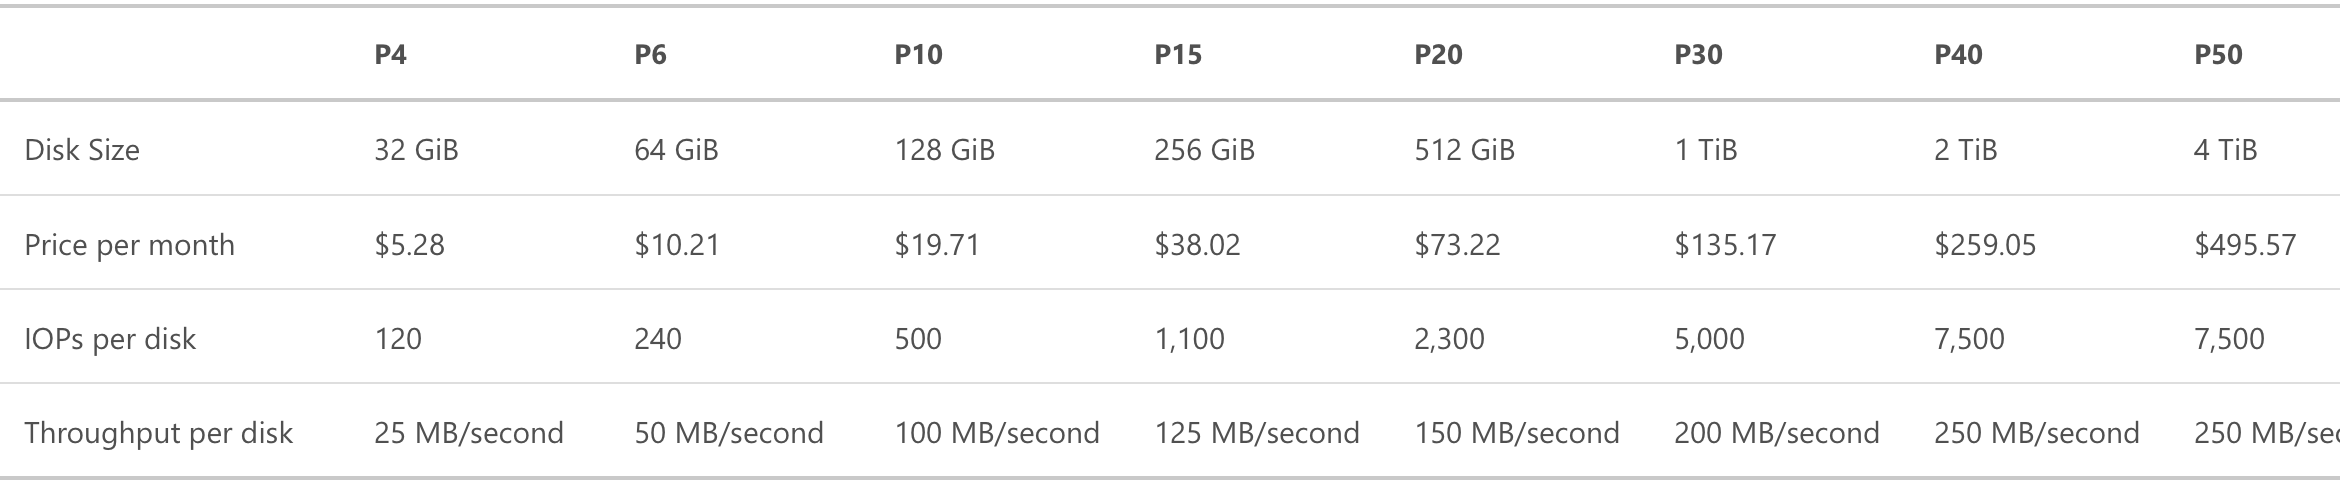 P4 P6 P10 P15 P20 P30 P40 P50
Disk Size 32 GiB 64 GiB 128 GiB 256 GiB 512 GiB 1 TiB 2 TiB 4 TiB
Price per month $5.28 $10.21 $19.71 $38.02 $73.22 $135.17 $259.05 $495.57
IOPs per disk 120 240 500 1,100 2,300 5,000 7,500 7,500
Throughput per disk 25 MB/second 50 MB/second 100 MB/second 125 MB/second 150 MB/second 200 MB/second 250 MB/second 250 MB/sec